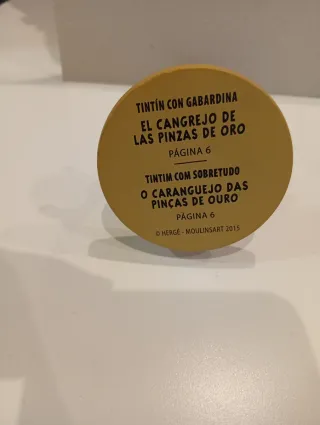 TINTÍN CON GABARDINA
EL CANGREJO DE
LAS PINZAS DE ORO
PÁGINA 6
TINTIM COM SOBRETUDO
O CARANGUEJO DAS
PINÇAS DE OURO
PÁGINA 6
© HERGÉ - MOULINSART 2015